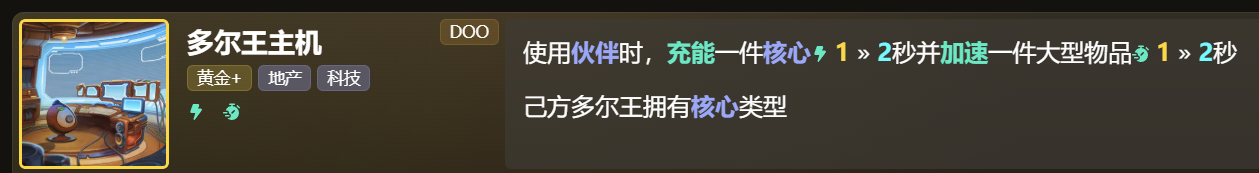 多尔王主机
DOO
黄金+ 地产 科技
使用伙伴时，充能一件核心 1 » 2秒并加速一件大型物品 1 » 2秒
己方多尔王拥有核心类型